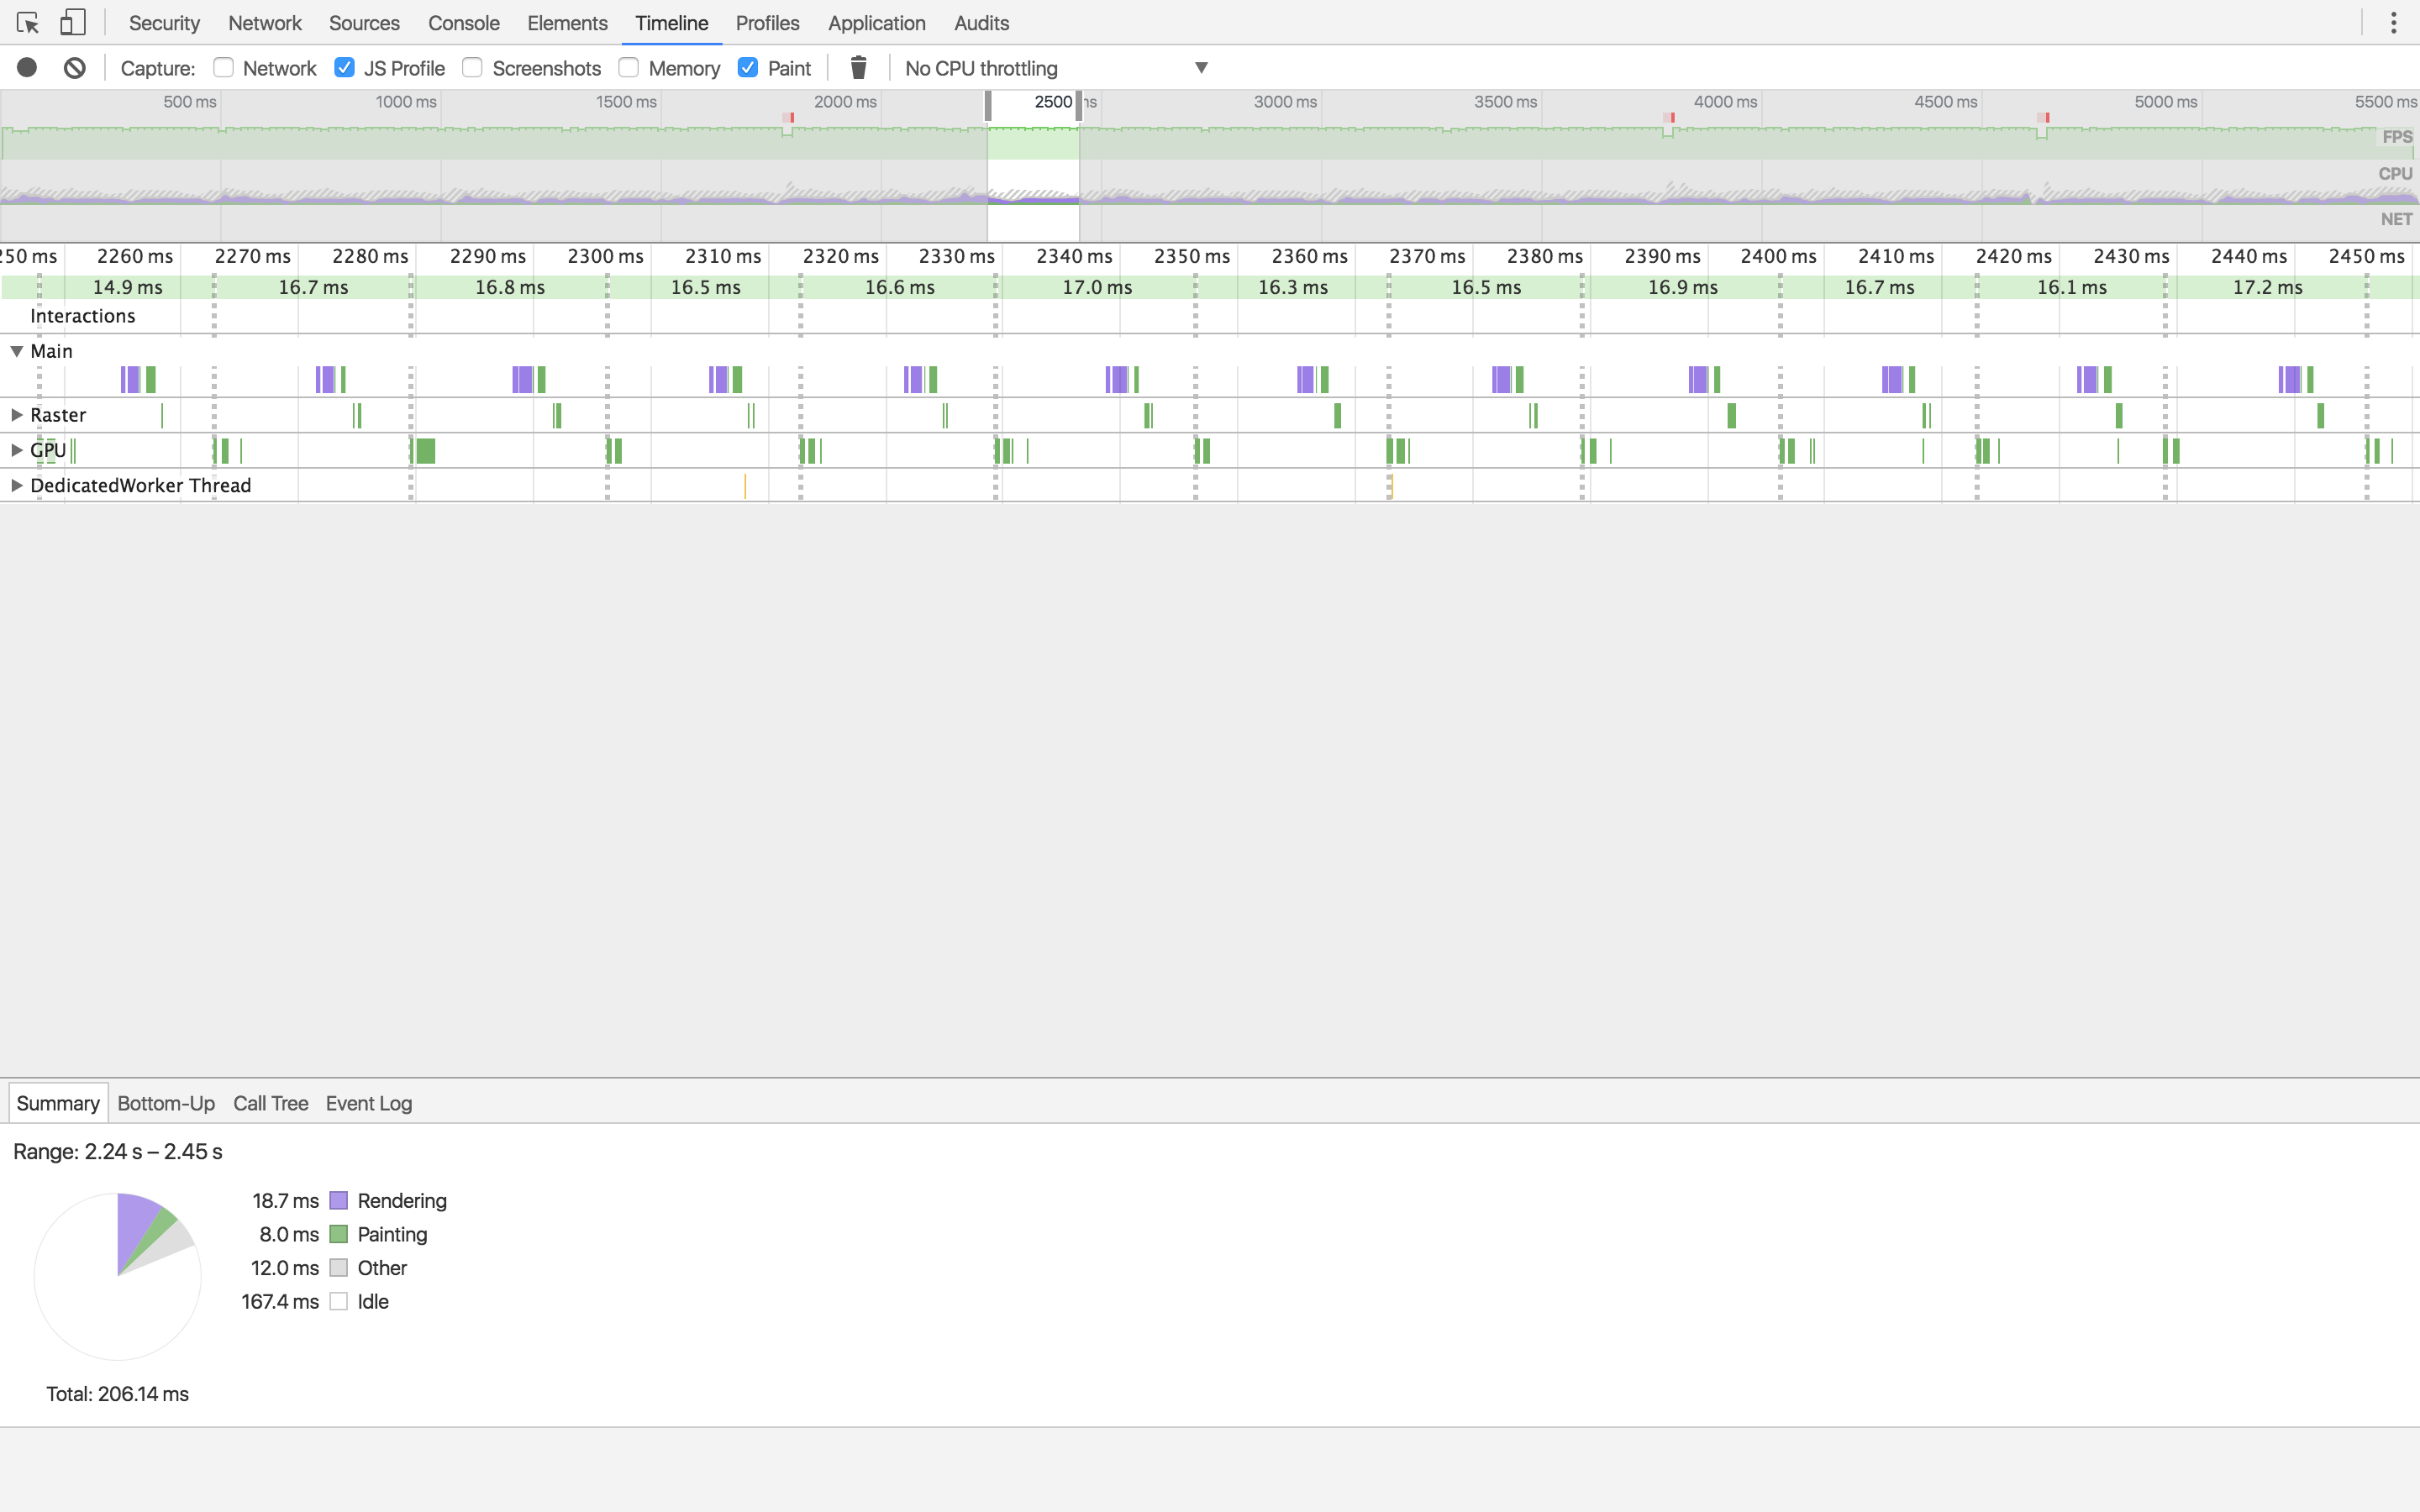 Security Network Sources Console Elements Timeline Profiles Application Audits
Capture: Network JS Profile Screenshots Memory Paint No CPU throttling
500 ms 1000 ms 1500 ms 2000 ms 2500 ms 3000 ms 3500 ms 4000 ms 4500 ms 5000 ms 5500 ms
FPS
CPU
NET
250 ms 2260 ms 2270 ms 2280 ms 2290 ms 2300 ms 2310 ms 2320 ms 2330 ms 2340 ms 2350 ms 2360 ms 2370 ms 2380 ms 2390 ms 2400 ms 2410 ms 2420 ms 2430 ms 2440 ms 2450 ms
14.9 ms 16.7 ms 16.8 ms 16.5 ms 16.6 ms 17.0 ms 16.3 ms 16.5 ms 16.9 ms 16.7 ms 16.1 ms 17.2 ms
Interactions
Main
Raster
GPU
DedicatedWorker Thread
Summary Bottom-Up Call Tree Event Log
Range: 2.24 s – 2.45 s
18.7 ms Rendering
8.0 ms Painting
12.0 ms Other
167.4 ms Idle
Total: 206.14 ms